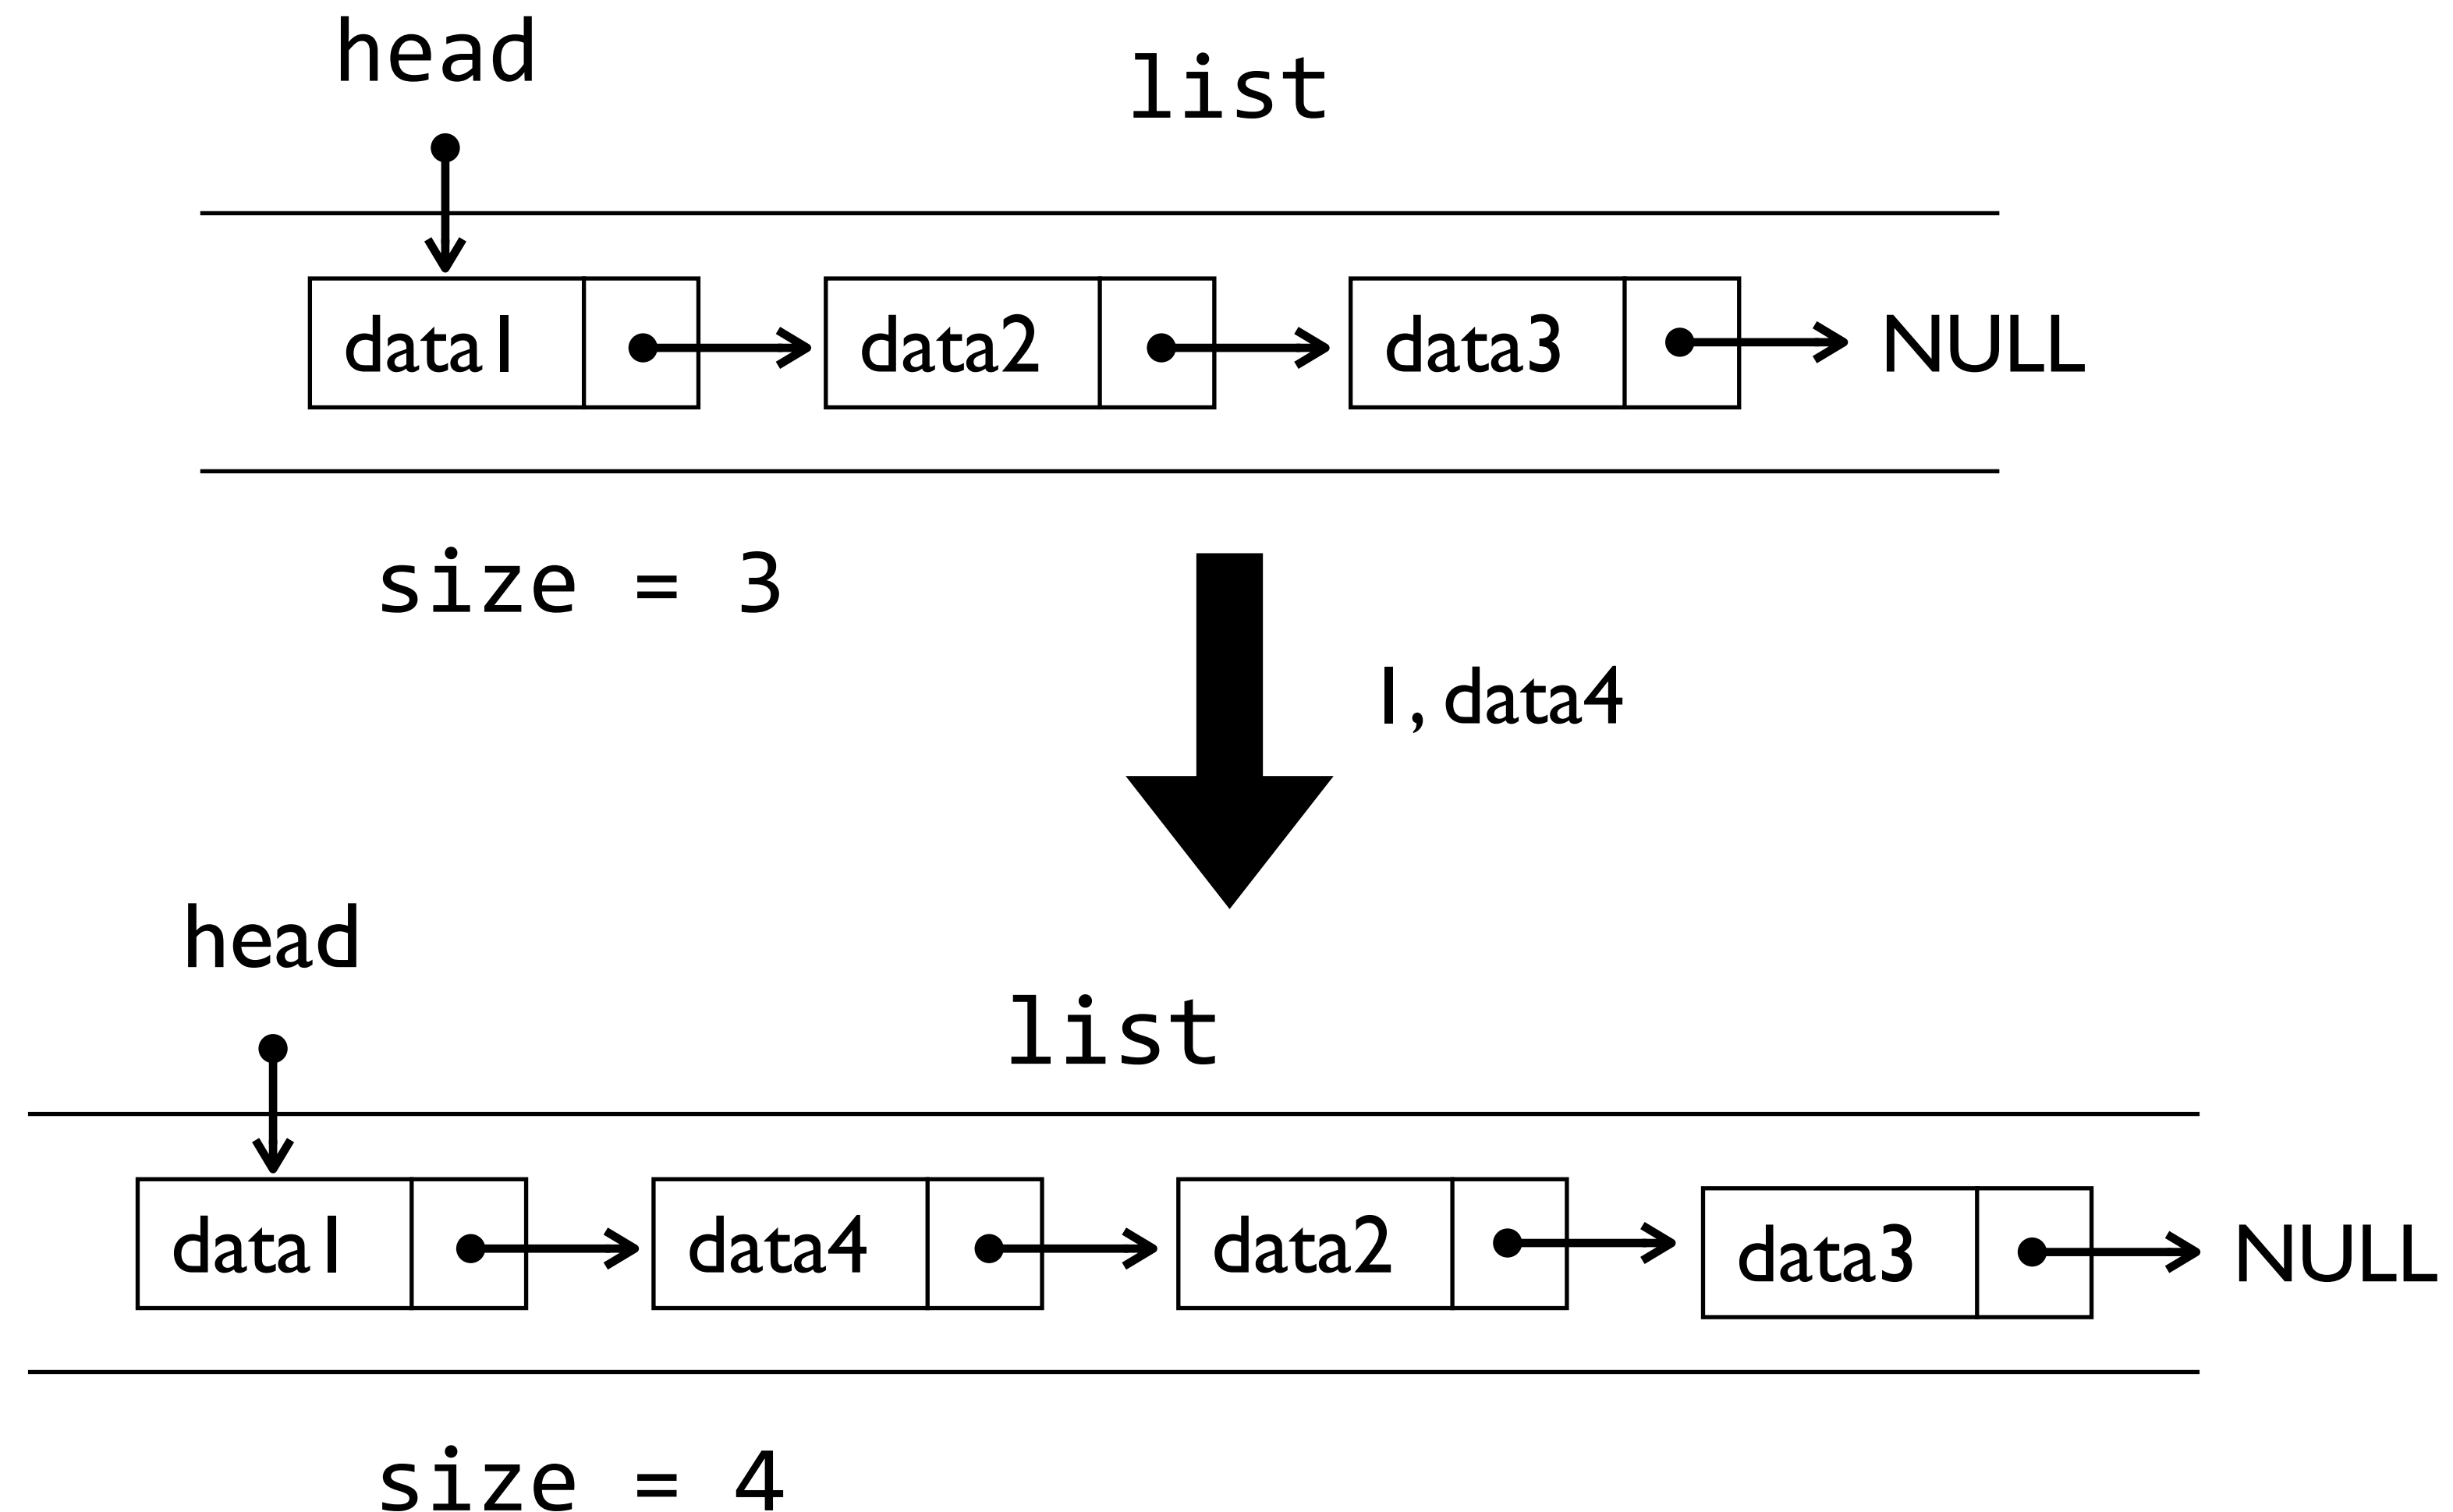 head
list
data1 data2 data3 NULL
size = 3
1, data4
head
list
data1 data4 data2 data3 NULL
size = 4